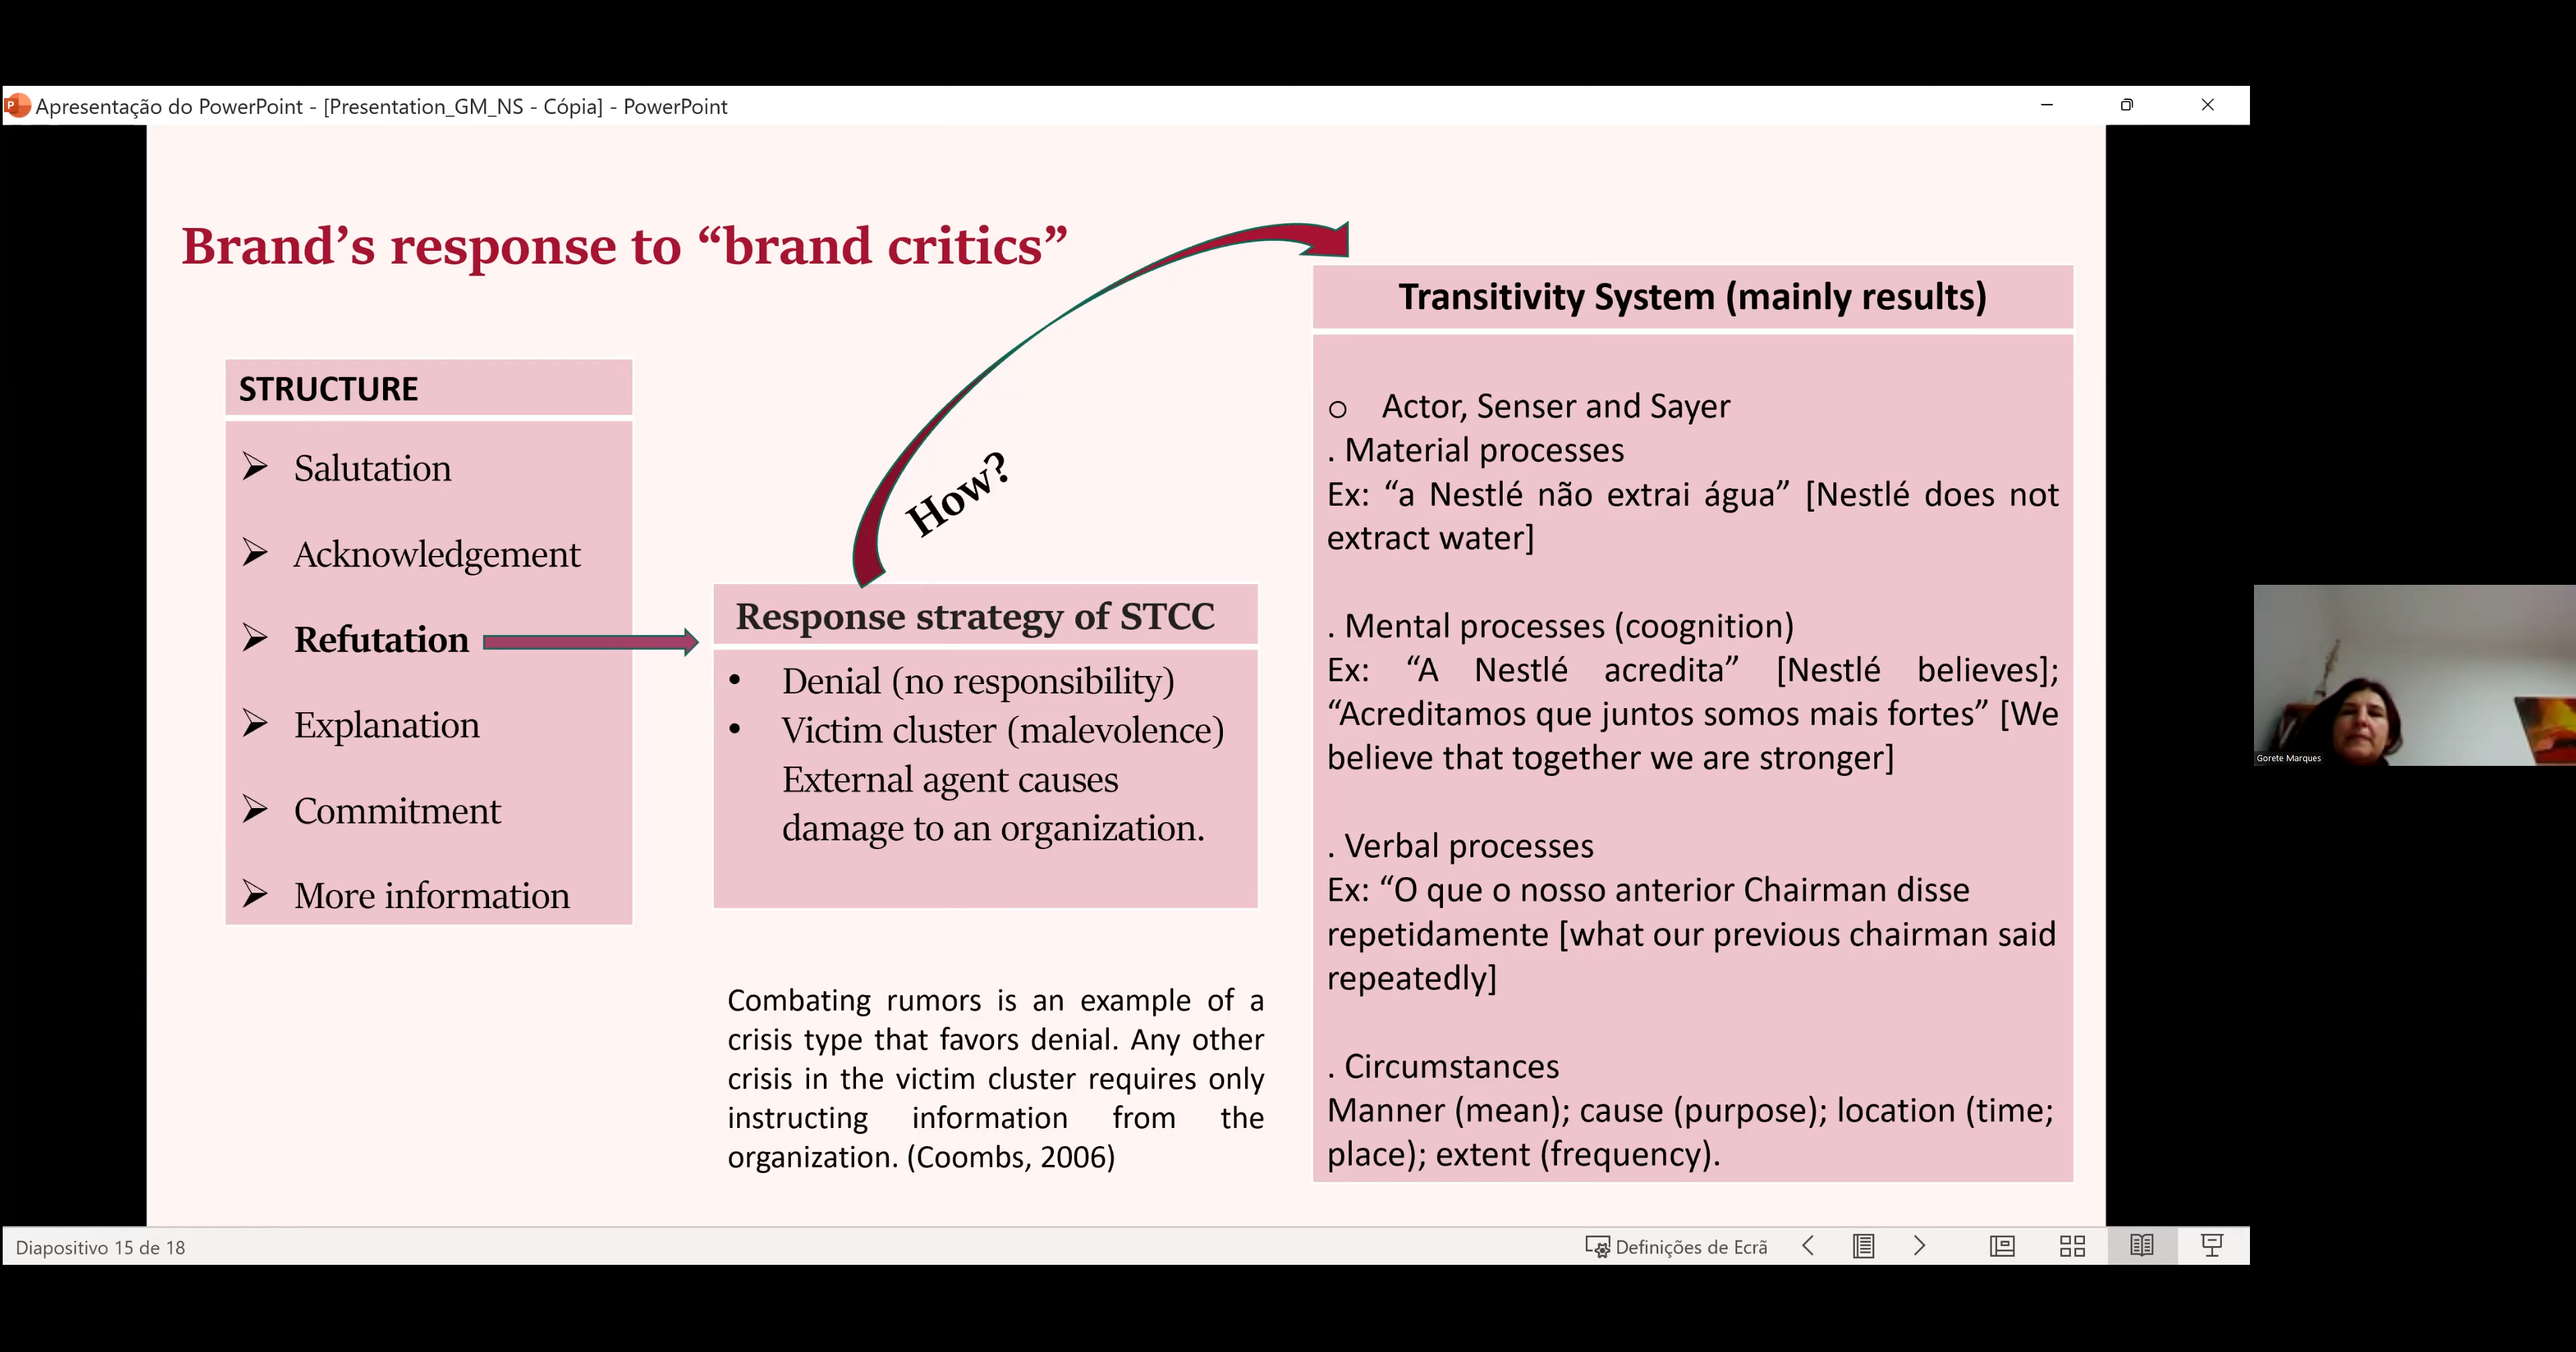 Apresentação do PowerPoint - [Presentation_GM_NS - Cópia] - PowerPoint
Brand’s response to “brand critics”
STRUCTURE
Salutation
Acknowledgement
Refutation
Explanation
Commitment
More information
How?
Response strategy of STCC
• Denial (no responsibility)
• Victim cluster (malevolence)
External agent causes
damage to an organization.
Combating rumors is an example of a
crisis type that favors denial. Any other
crisis in the victim cluster requires only
instructing information from the
organization. (Coombs, 2006)
Transitivity System (mainly results)
o Actor, Senser and Sayer
. Material processes
Ex: “a Nestlé não extrai água” [Nestlé does not
extract water]
. Mental processes (coognition)
Ex: “A Nestlé acredita” [Nestlé believes];
“Acreditamos que juntos somos mais fortes” [We
believe that together we are stronger]
. Verbal processes
Ex: “O que o nosso anterior Chairman disse
repetidamente [what our previous chairman said
repeatedly]
. Circumstances
Manner (mean); cause (purpose); location (time;
place); extent (frequency).
Gorete Marques
Diapositivo 15 de 18
Definições de Ecrã